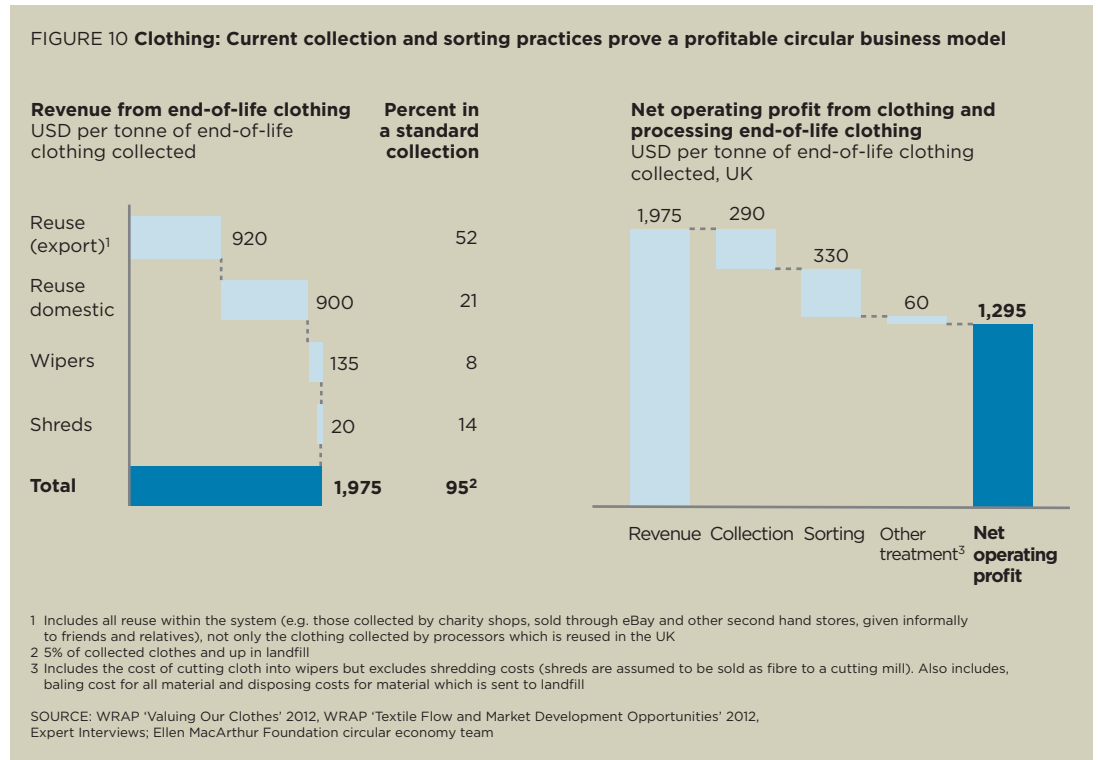 FIGURE 10 Clothing: Current collection and sorting practices prove a profitable circular business model
Revenue from end-of-life clothing
USD per tonne of end-of-life
clothing collected
Percent in
a standard
collection
Reuse
(export)¹
920
52
Reuse
domestic
900
21
Wipers
135
8
Shreds
20
14
Total
1,975
95²
Net operating profit from clothing and
processing end-of-life clothing
USD per tonne of end-of-life clothing
collected, UK
1,975
290
330
60
1,295
Revenue
Collection
Sorting
Other
treatment³
Net
operating
profit
1 Includes all reuse within the system (e.g. those collected by charity shops, sold through eBay and other second hand stores, given informally
to friends and relatives), not only the clothing collected by processors which is reused in the UK
2 5% of collected clothes and up in landfill
3 Includes the cost of cutting cloth into wipers but excludes shredding costs (shreds are assumed to be sold as fibre to a cutting mill). Also includes,
baling cost for all material and disposing costs for material which is sent to landfill
SOURCE: WRAP ‘Valuing Our Clothes’ 2012, WRAP ‘Textile Flow and Market Development Opportunities’ 2012,
Expert Interviews; Ellen MacArthur Foundation circular economy team